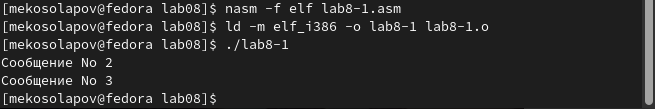 [mekosolapov@fedora lab08]$ nasm -f elf lab8-1.asm
[mekosolapov@fedora lab08]$ ld -m elf_i386 -o lab8-1 lab8-1.o
[mekosolapov@fedora lab08]$ ./lab8-1
Сообщение No 2
Сообщение No 3
[mekosolapov@fedora lab08]$